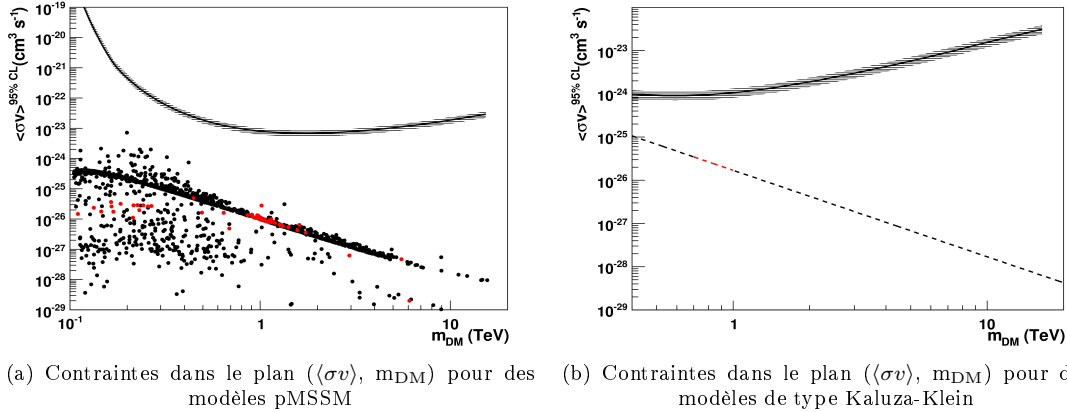 <σv>^95% CL (cm³ s⁻¹)
10⁻¹⁹
10⁻²⁰
10⁻²¹
10⁻²²
10⁻²³
10⁻²⁴
10⁻²⁵
10⁻²⁶
10⁻²⁷
10⁻²⁸
10⁻²⁹
10⁻¹ 1 10
m_DM (TeV)
<σv>^95% CL (cm³ s⁻¹)
10⁻²³
10⁻²⁴
10⁻²⁵
10⁻²⁶
10⁻²⁷
10⁻²⁸
10⁻²⁹
1 10
m_DM (TeV)
(a) Contraintes dans le plan (⟨σv⟩, m_DM) pour des
modèles pMSSM
(b) Contraintes dans le plan (⟨σv⟩, m_DM) pour d
modèles de type Kaluza-Klein